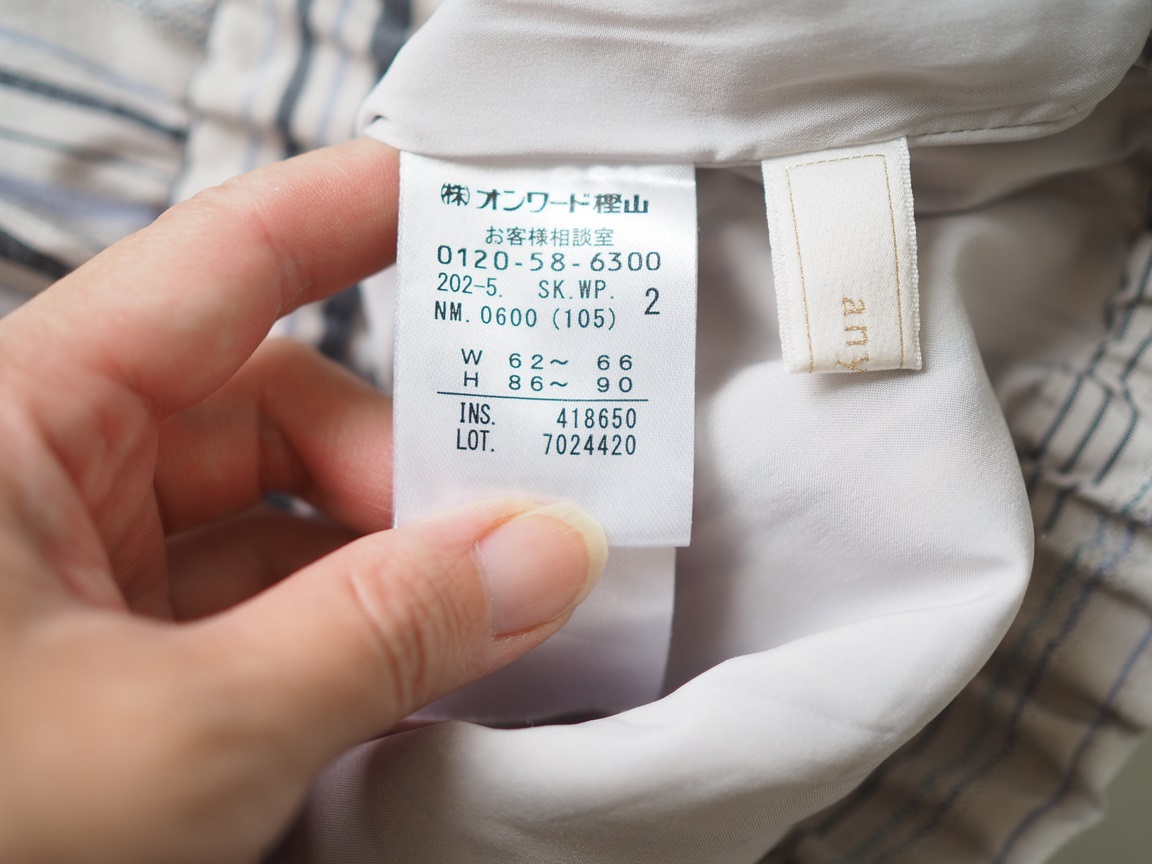 ㈱オンワード樫山
お客様相談室
0120-58-6300
202-5. SK.WP. 2
NM.0600 (105)
W 62～ 66
H 86～ 90
INS. 418650
LOT. 7024420
any